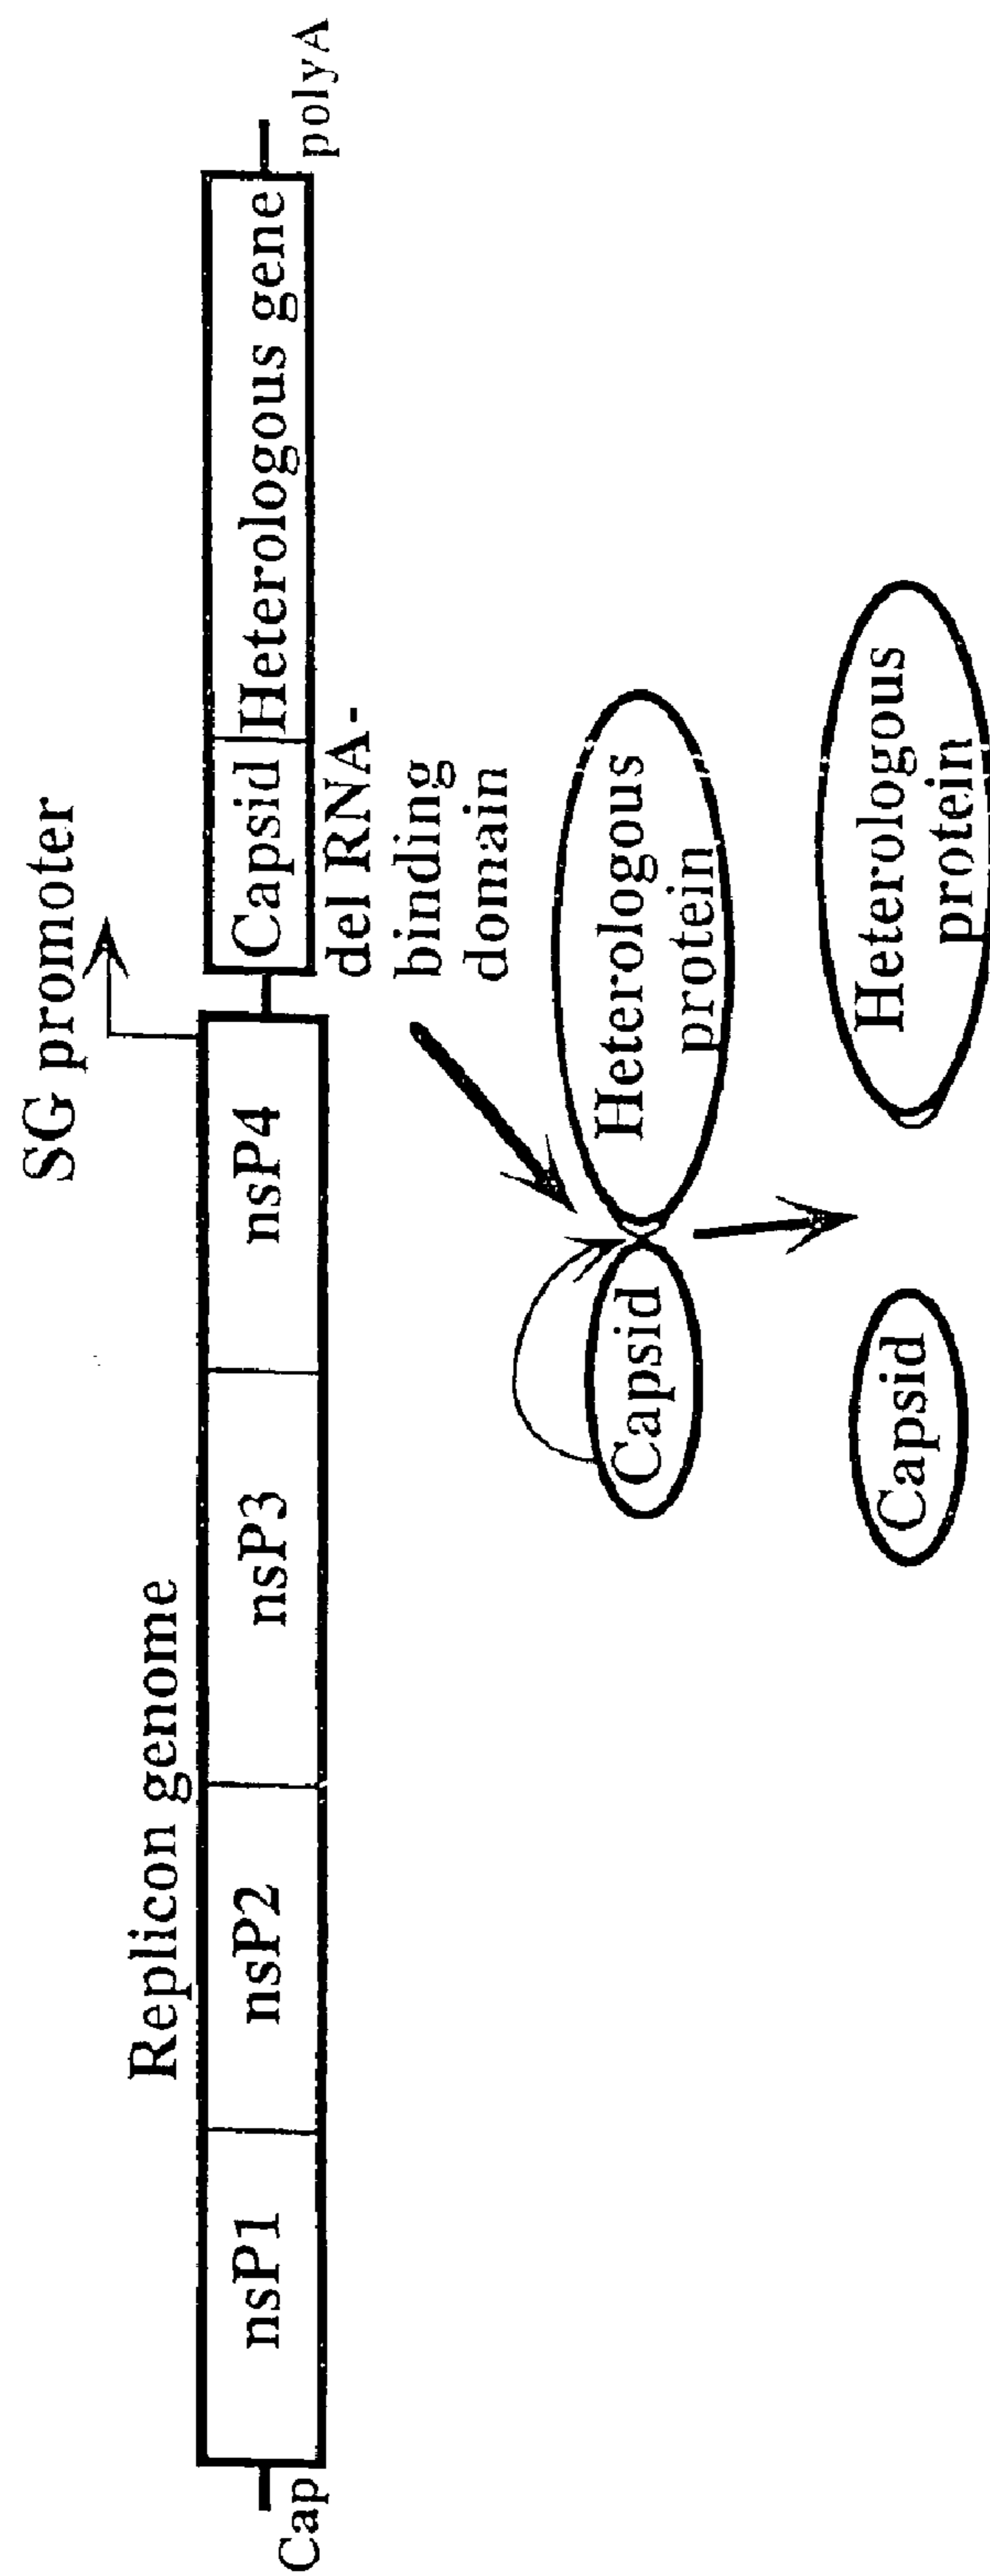 SG promoter
Replicon genome
Cap
nsP1
nsP2
nsP3
nsP4
Capsid
Heterologous gene
polyA
del RNA-
binding
domain
Capsid
Heterologous
protein
Capsid
Heterologous
protein